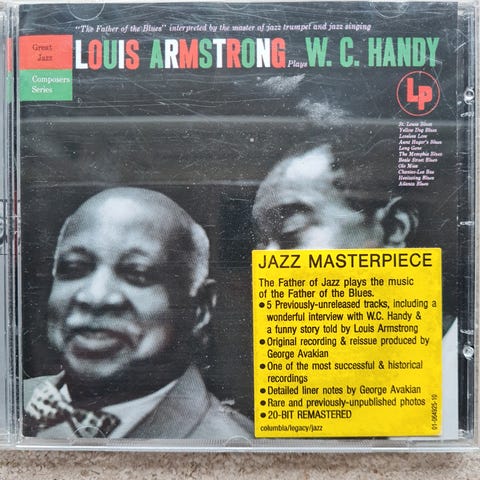 "The Father of the Blues" interpreted by the master of jazz trumpet and jazz singing
Great
Jazz
Composers
Series
LOUIS ARMSTRONG Plays W. C. HANDY
LP
St. Louis Blues
Yellow Dog Blues
Loveless Love
Aunt Hagar's Blues
Long Gone
The Memphis Blues
Beale Street Blues
Ole Miss
Chantez-Les Bas
Hesitating Blues
Atlanta Blues
JAZZ MASTERPIECE
The Father of Jazz plays the music
of the Father of the Blues.
● 5 Previously-unreleased tracks, including a
wonderful interview with W.C. Handy &
a funny story told by Louis Armstrong
● Original recording & reissue produced by
George Avakian
● One of the most successful & historical
recordings
● Detailed liner notes by George Avakian
● Rare and previously-unpublished photos
● 20-BIT REMASTERED
columbia/legacy/jazz
01-064925-10